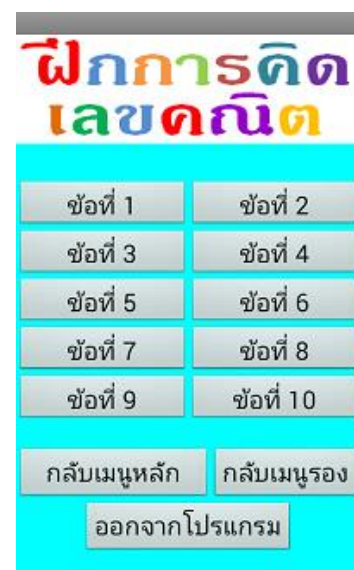 ฝึกการคิด
เลขคณิต
ข้อที่ 1 ข้อที่ 2
ข้อที่ 3 ข้อที่ 4
ข้อที่ 5 ข้อที่ 6
ข้อที่ 7 ข้อที่ 8
ข้อที่ 9 ข้อที่ 10
กลับเมนูหลัก กลับเมนูรอง
ออกจากโปรแกรม